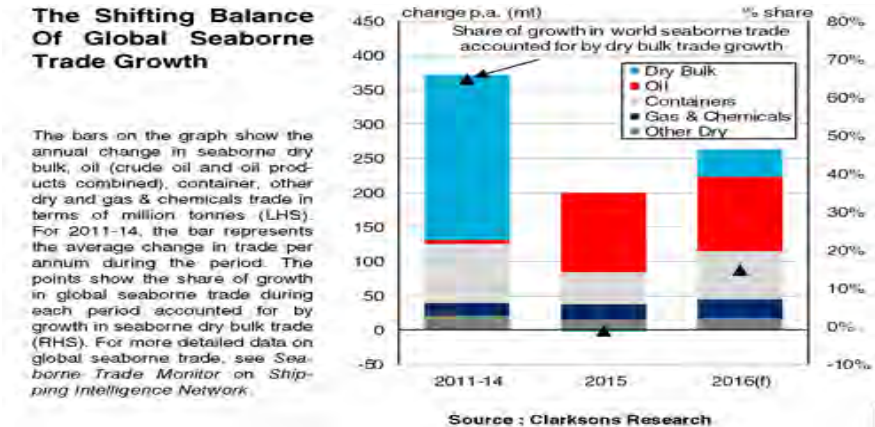 The Shifting Balance
Of Global Seaborne
Trade Growth
The bars on the graph show the
annual change in seaborne dry
bulk, oil (crude oil and oil prod-
ucts combined), container, other
dry and gas & chemicals trade in
terms of million tonnes (LHS).
For 2011-14, the bar represents
the average change in trade per
annum during the period. The
points show the share of growth
in global seaborne trade during
each period accounted for by
growth in seaborne dry bulk trade
(RHS). For more detailed data on
global seaborne trade, see Sea-
borne Trade Monitor on Ship-
ping Intelligence Network.
change p.a. (mt)
% share
Share of growth in world seaborne trade
accounted for by dry bulk trade growth
Dry Bulk
Oil
Containers
Gas & Chemicals
Other Dry
450
400
350
300
250
200
150
100
50
0
-50
80%
70%
60%
50%
40%
30%
20%
10%
0%
-10%
2011-14
2015
2016(f)
Source : Clarksons Research